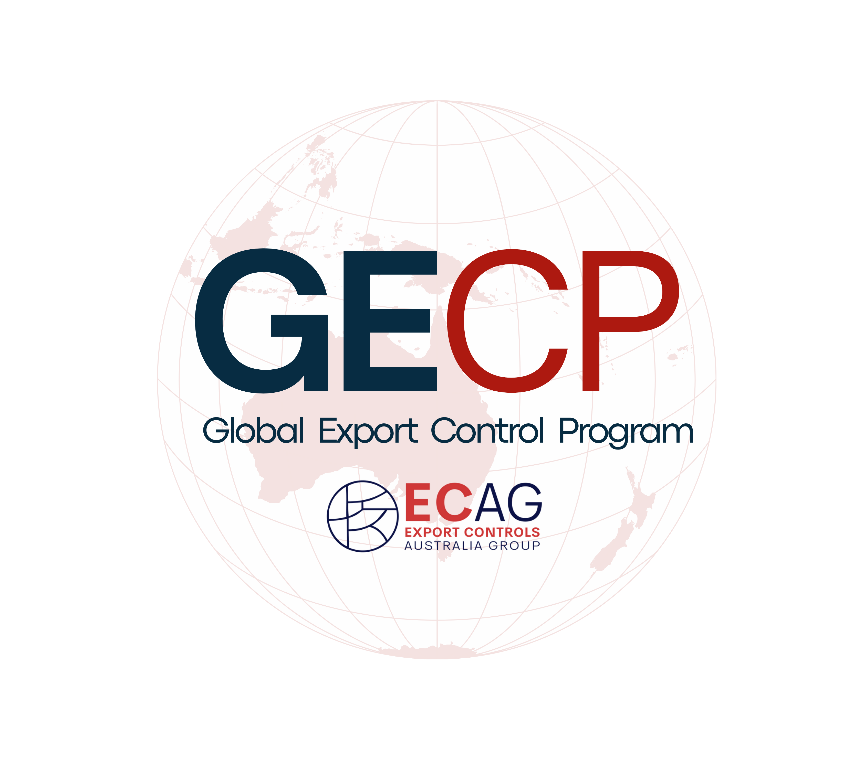 GECP
Global Export Control Program
ECAG
EXPORT CONTROLS
AUSTRALIA GROUP